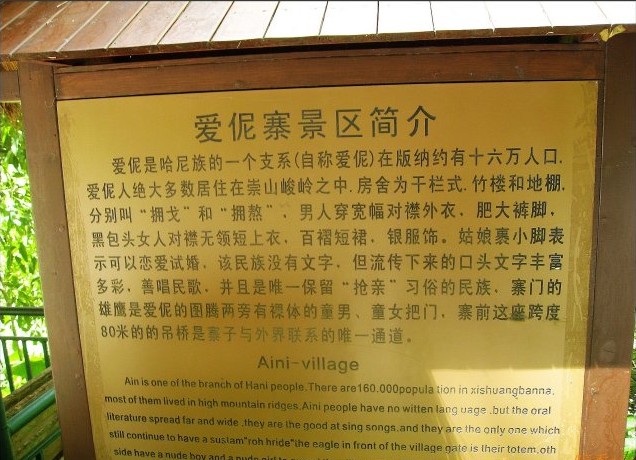 爱伲寨景区简介
爱伲是哈尼族的一个支系(自称爱伲)在版纳约有十六万人口.
爱伲人绝大多数居住在崇山峻岭之中.房舍为干栏式.竹楼和地棚.
分别叫“拥戈”和“拥熬”.男人穿宽幅对襟外衣.肥大裤脚.
黑包头女人对襟无领短上衣.百褶短裙.银服饰。姑娘裹小脚表
示可以恋爱试婚.该民族没有文字.但流传下来的口头文字丰富
多彩.善唱民歌.并且是唯一保留“抢亲”习俗的民族.寨门的
雄鹰是爱伲的图腾两旁有裸体的童男、童女把门.寨前这座跨度
80米的的吊桥是寨子与外界联系的唯一通道。
Aini-village
Ain is one of the branch of Hani people.There are160.000popula tion in xishuangbanna.
most of them lived in high mountain ridges.Aini people have no witten lang uage .but the oral
literature spread far and wide .they are the good at sing songs.and they are the only one which
still continue to have a suslam"roh hride"the eagle in front of the village gate is their totem.oth
side have a nude boy and a nude girl